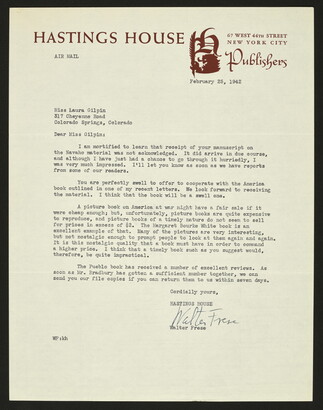 HASTINGS HOUSE
67 WEST 44TH STREET
NEW YORK CITY
Publishers
AIR MAIL
February 25, 1942
Miss Laura Gilpin
317 Cheyenne Road
Colorado Springs, Colorado
Dear Miss Gilpin:
I am mortified to learn that receipt of your manuscript on
the Navaho material was not acknowledged. It did arrive in due course,
and although I have just had a chance to go through it hurriedly, I
was very much impressed. I'll let you know as soon as we have reports
from some of our readers.
You are perfectly swell to offer to cooperate with the America
book outlined in one of my recent letters. We look forward to receiving
the material. I think that the book will be a swell one.
A picture book on America at war might have a fair sale if it
were cheap enough; but, unfortunately, picture books are quite expensive
to reproduce, and picture books of a timely nature do not seem to sell
for prices in excess of $2. The Margaret Bourke White book is an
excellent example of that. Many of the pictures are very interesting,
but not nostalgic enough to prompt people to look at them again and again.
It is this nostalgic quality that a book must have in order to command
a higher price. I think that a timely book such as you suggest would,
therefore, be quite impractical.
The Pueblo book has received a number of excellent reviews. As
soon as Mr. Bradbury has gotten a sufficient number together, we can
send you our file copies if you can return them to us within seven days.
Cordially yours,
HASTINGS HOUSE
Walter Frese
Walter Frese
WF:kh